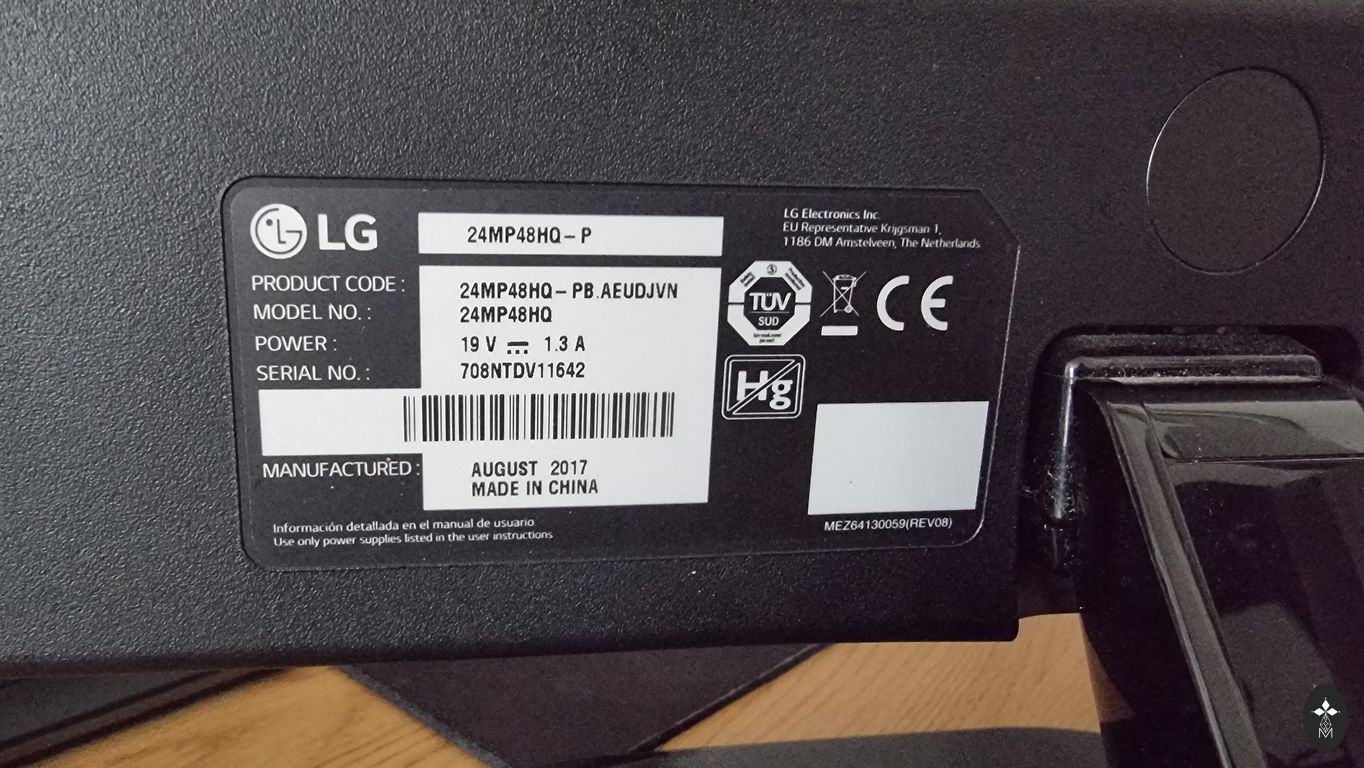 LG
24MP48HQ-P
LG Electronics Inc.
EU Representative Krijgsman 1,
1186 DM Amstelveen, The Netherlands
PRODUCT CODE : 24MP48HQ-PB.AEUDJVN
MODEL NO. : 24MP48HQ
POWER : 19 V 1.3 A
SERIAL NO. : 708NTDV11642
TÜV
SUD
CE
Hg
MANUFACTURED : AUGUST 2017
MADE IN CHINA
Información detallada en el manual de usuario
Use only power supplies listed in the user instructions
MEZ64130059(REV08)
M